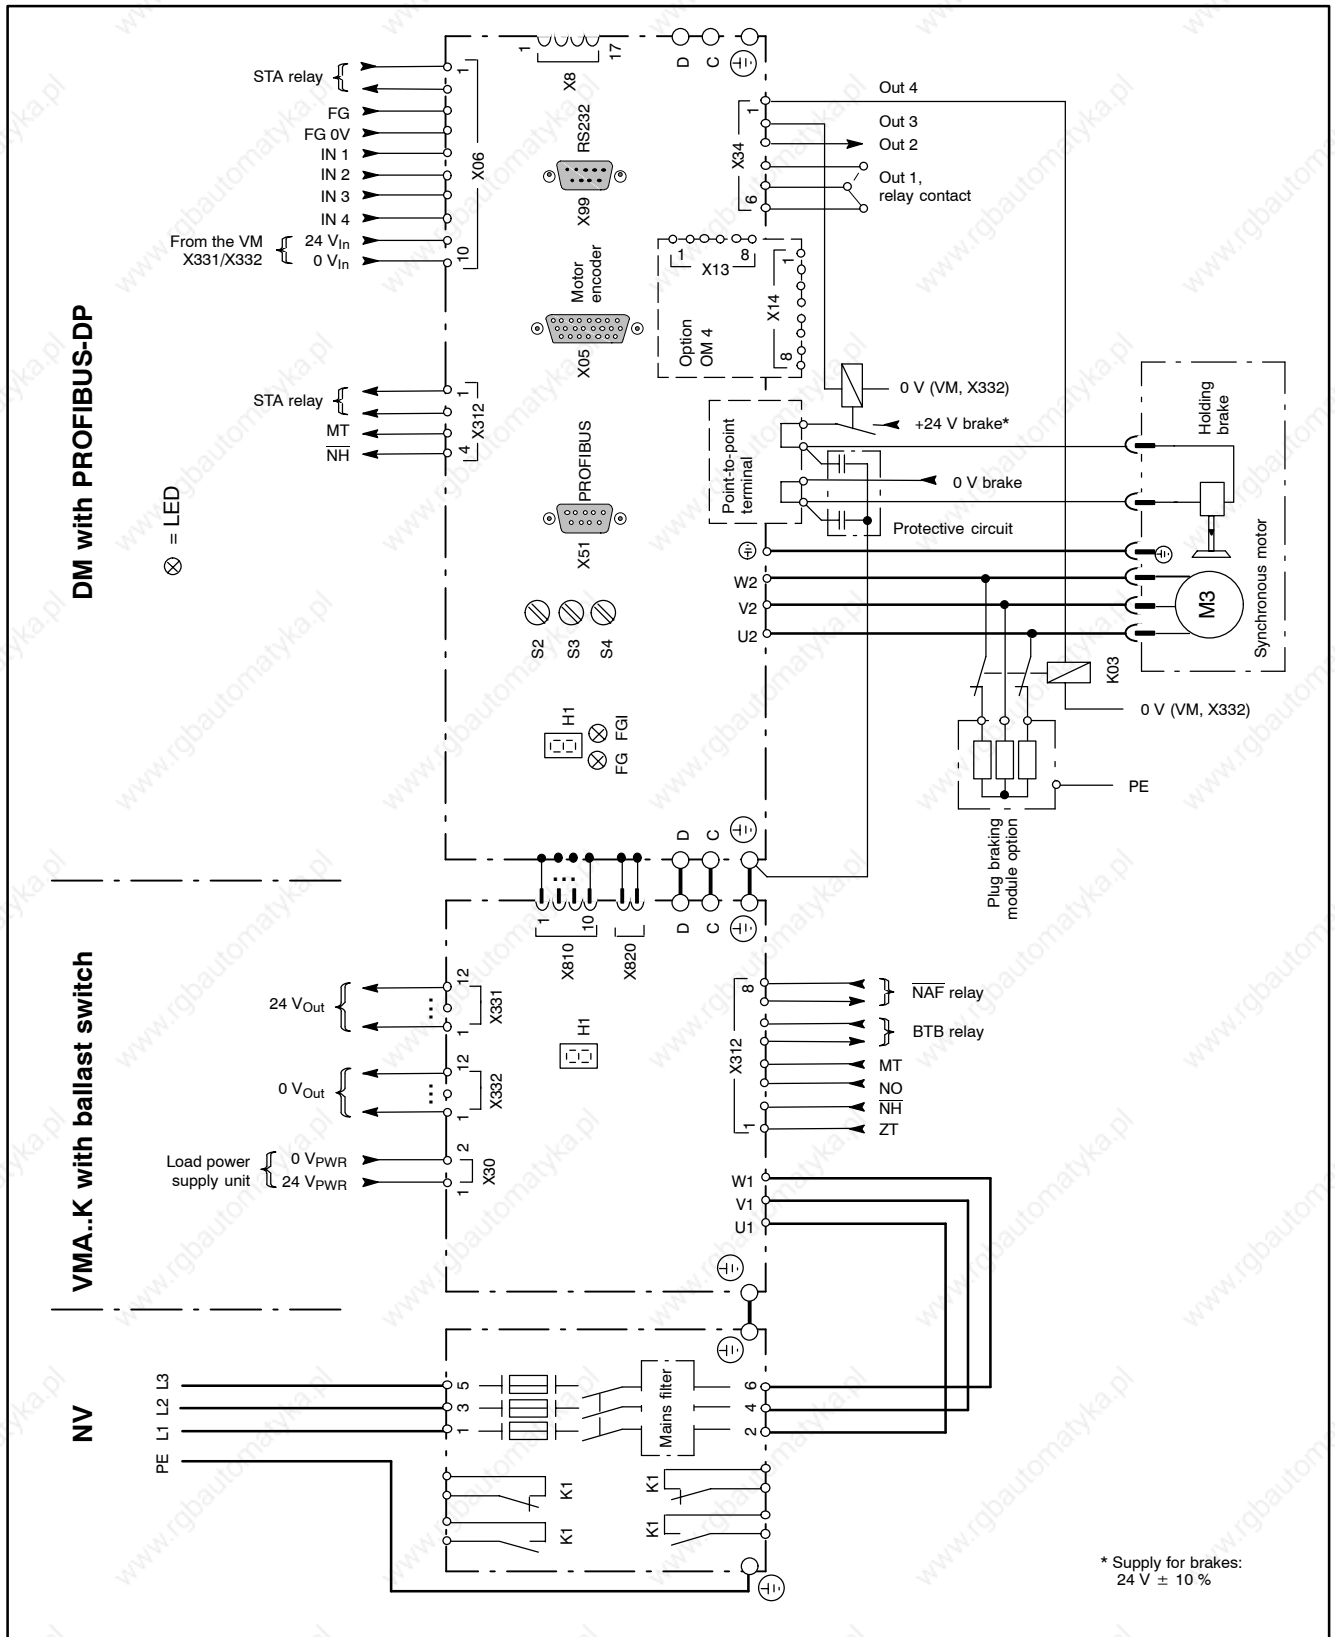 DM with PROFIBUS-DP
⊗ = LED
STA relay
FG
FG 0V
IN 1
IN 2
IN 3
IN 4
From the VM
X331/X332
24 VIn
0 VIn
1
10
X06
STA relay
MT
NH
X312
4
1
17
X8
RS232
X99
Motor
encoder
X05
PROFIBUS
X51
S2
S3
S4
H1
FG
FGI
D
C
1
6
X34
Out 4
Out 3
Out 2
Out 1,
relay contact
1
8
X13
1
8
X14
Option
OM 4
0 V (VM, X332)
+24 V brake*
Point-to-point
terminal
0 V brake
Protective circuit
W2
V2
U2
Holding
brake
M3
Synchronous motor
K03
0 V (VM, X332)
PE
Plug braking
module option
D
C
VMA..K with ballast switch
1
10
X810
X820
D
C
24 VOut
12
1
X331
0 VOut
12
1
X332
Load power
supply unit
0 VPWR
24 VPWR
2
1
X30
H1
8
1
X312
NAF relay
BTB relay
MT
NO
NH
ZT
W1
V1
U1
NV
L3
L2
L1
PE
5
3
1
Mains filter
6
4
2
K1
K1
K1
K1
* Supply for brakes:
24 V ± 10 %
www.rgbautomatyka.pl